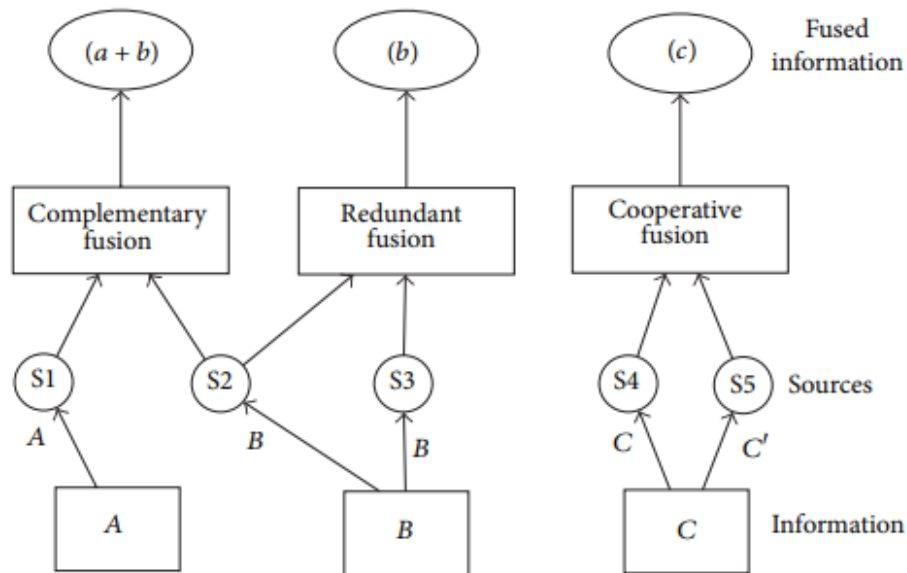 (a + b)
(b)
(c)
Fused
information
Complementary
fusion
Redundant
fusion
Cooperative
fusion
S1
S2
S3
S4
S5
Sources
A
B
B
C
C′
A
B
C
Information